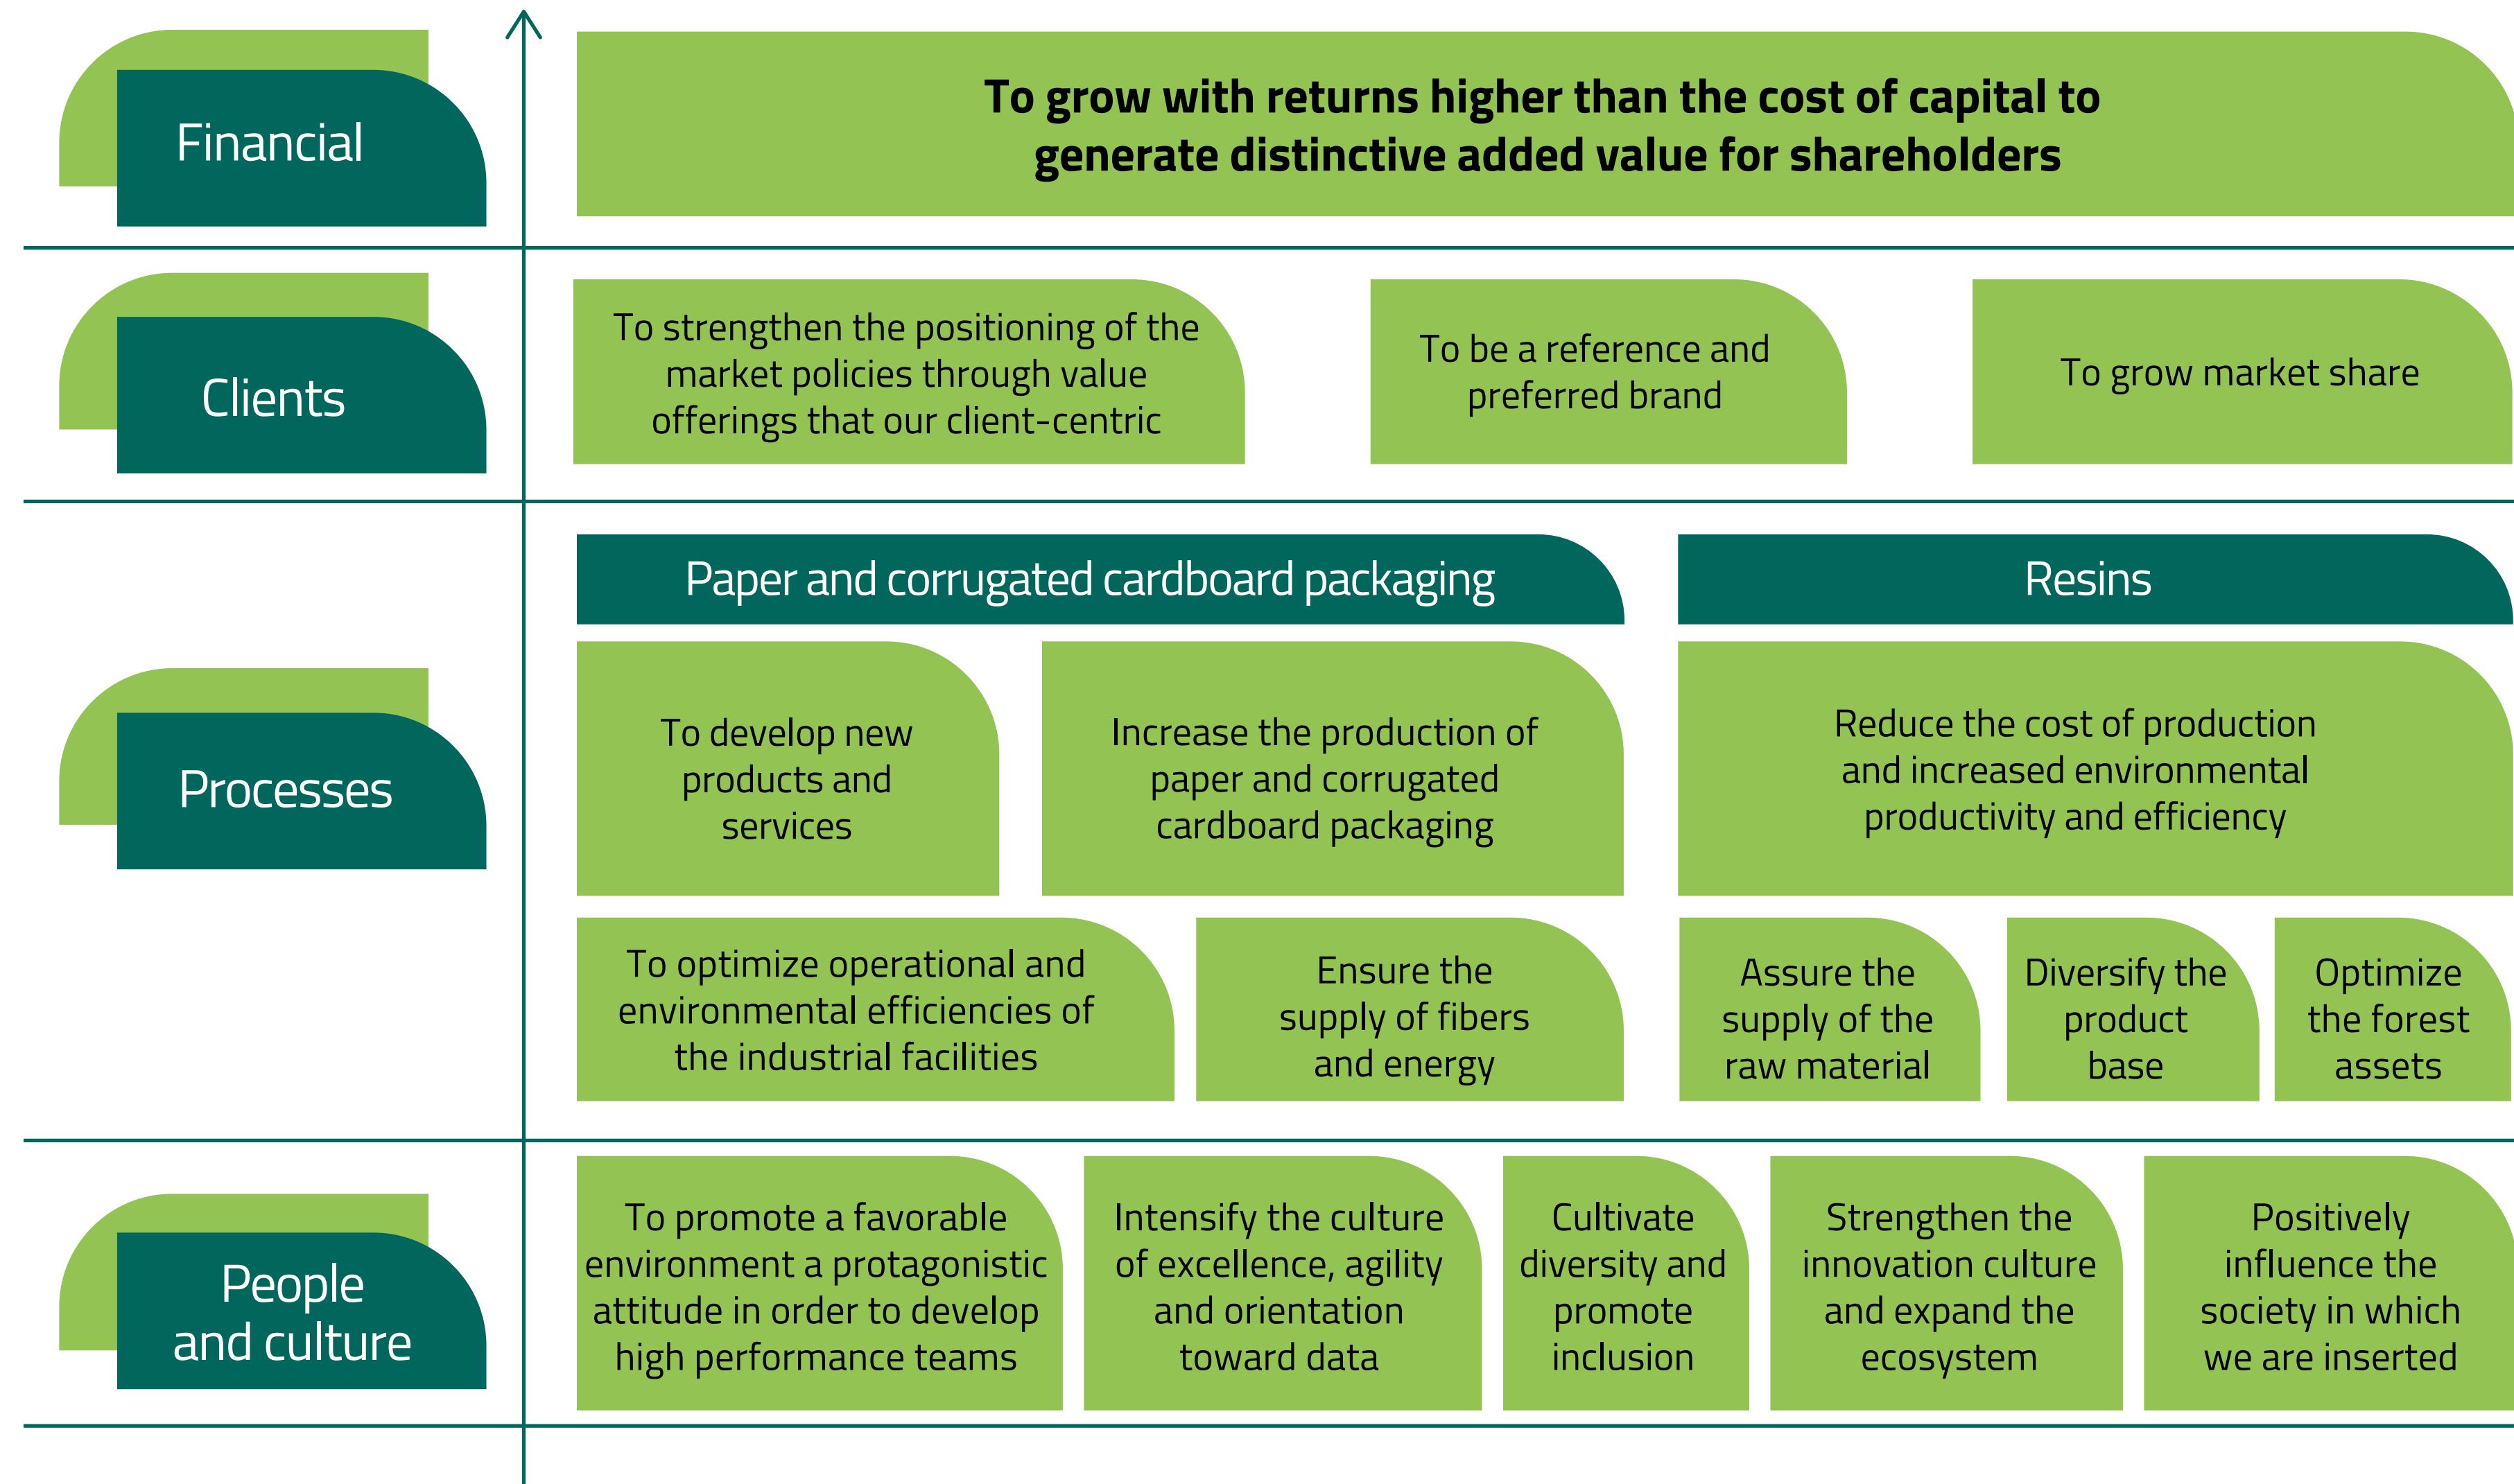 Financial
To grow with returns higher than the cost of capital to
generate distinctive added value for shareholders
Clients
To strengthen the positioning of the
market policies through value
offerings that our client-centric
To be a reference and
preferred brand
To grow market share
Processes
Paper and corrugated cardboard packaging
To develop new
products and
services
Increase the production of
paper and corrugated
cardboard packaging
To optimize operational and
environmental efficiencies of
the industrial facilities
Ensure the
supply of fibers
and energy
Resins
Reduce the cost of production
and increased environmental
productivity and efficiency
Assure the
supply of the
raw material
Diversify the
product
base
Optimize
the forest
assets
People
and culture
To promote a favorable
environment a protagonistic
attitude in order to develop
high performance teams
Intensify the culture
of excellence, agility
and orientation
toward data
Cultivate
diversity and
promote
inclusion
Strengthen the
innovation culture
and expand the
ecosystem
Positively
influence the
society in which
we are inserted